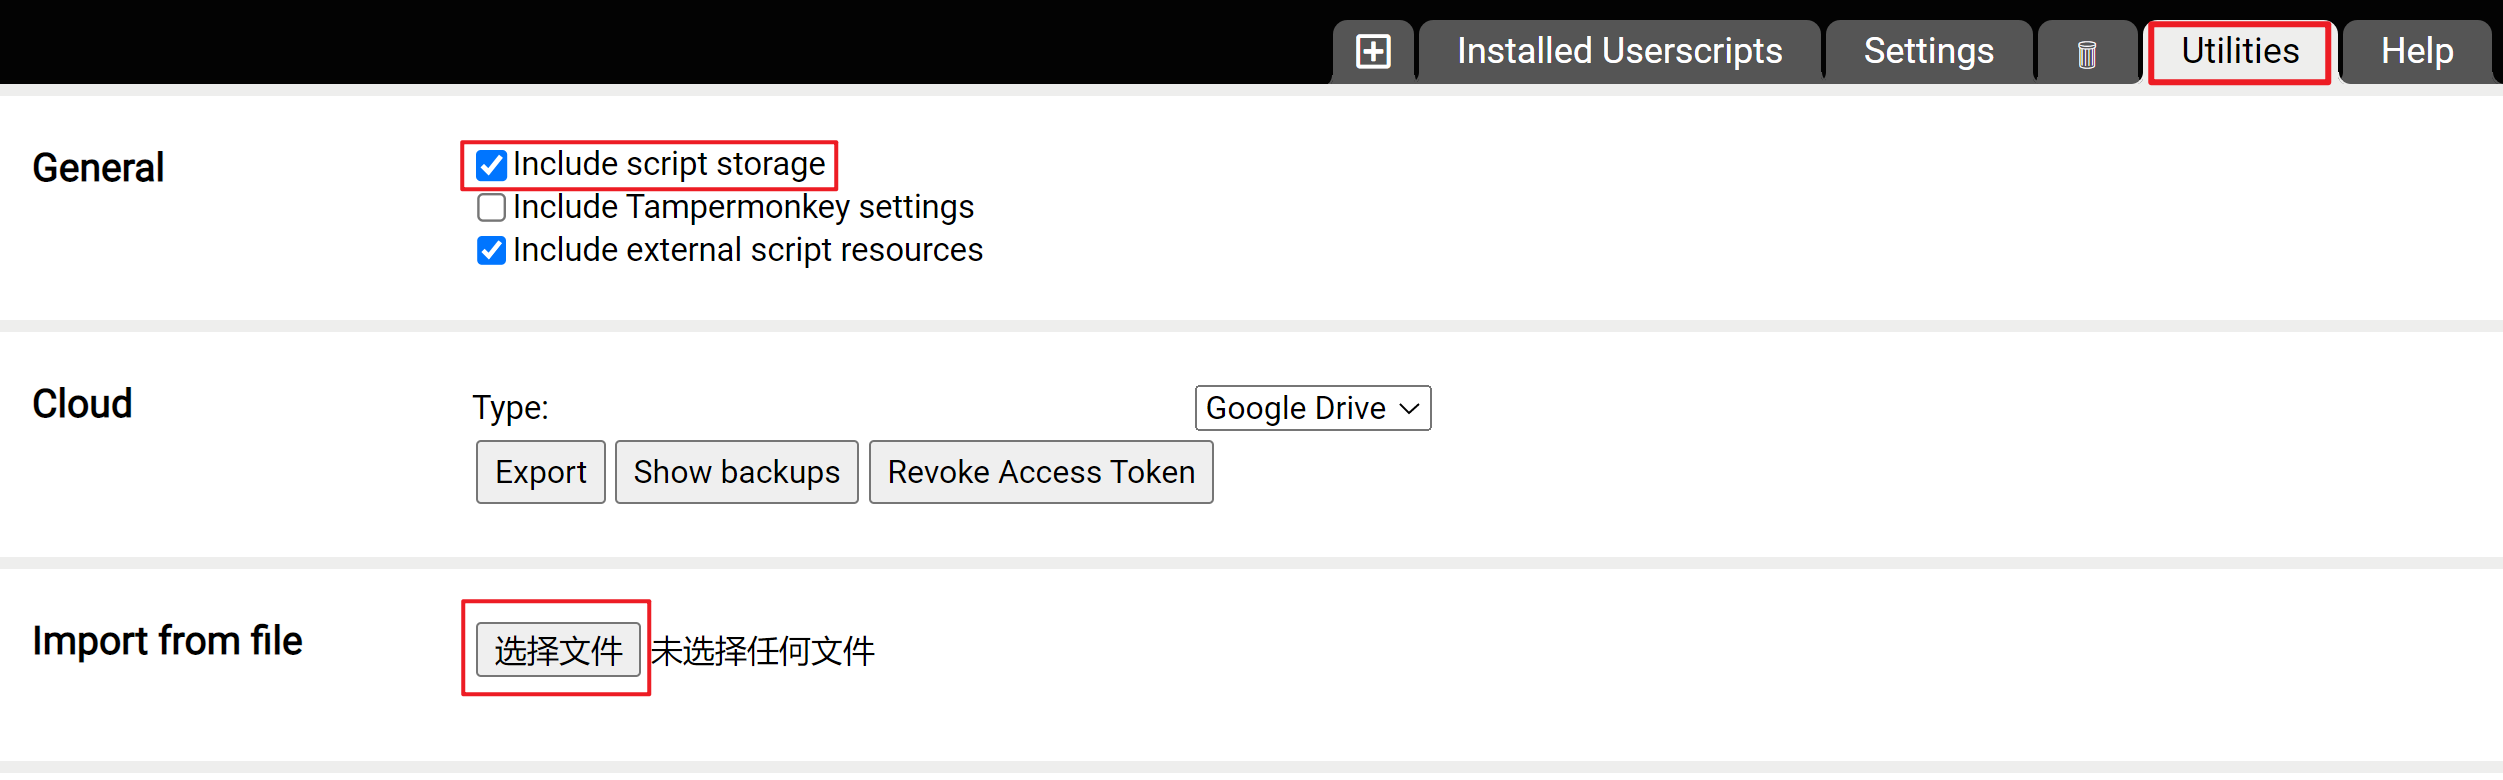 Installed Userscripts Settings Utilities Help
General
Include script storage
Include Tampermonkey settings
Include external script resources
Cloud
Type: Google Drive
Export Show backups Revoke Access Token
Import from file
选择文件 未选择任何文件